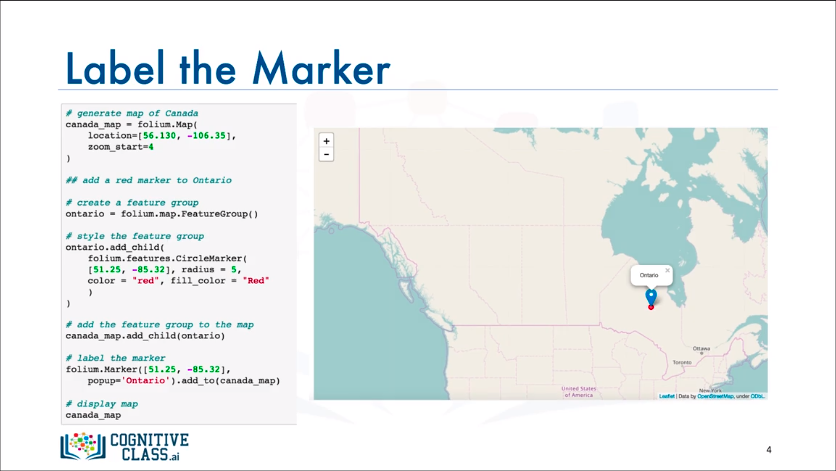 Label the Marker
# generate map of Canada
canada_map = folium.Map(
    location=[56.130, -106.35],
    zoom_start=4
)
## add a red marker to Ontario
# create a feature group
ontario = folium.map.FeatureGroup()
# style the feature group
ontario.add_child(
    folium.features.CircleMarker(
    [51.25, -85.32], radius = 5,
    color = "red", fill_color = "Red"
    )
)
# add the feature group to the map
canada_map.add_child(ontario)
# label the marker
folium.Marker([51.25, -85.32],
    popup='Ontario').add_to(canada_map)
# display map
canada_map
+
−
Ontario
×
Ottawa
Toronto
New York
United States
of America
Leaflet | Data by OpenStreetMap, under ODbL.
COGNITIVE
CLASS.ai
4